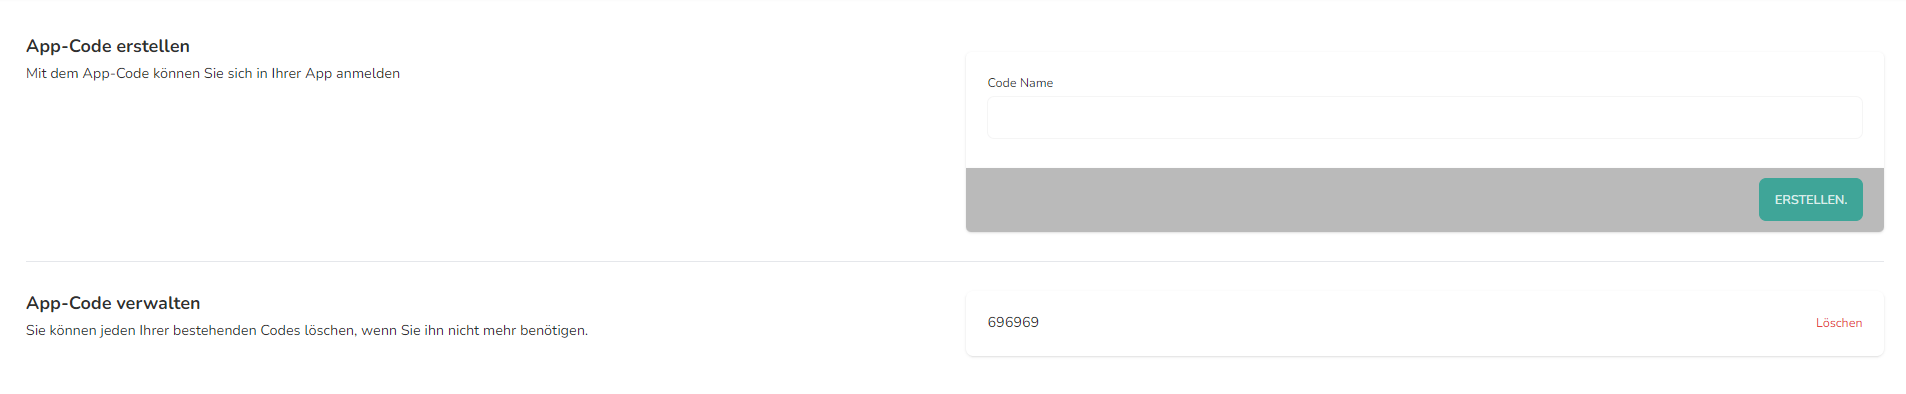 App-Code erstellen
Mit dem App-Code können Sie sich in Ihrer App anmelden
Code Name
ERSTELLEN.
App-Code verwalten
Sie können jeden Ihrer bestehenden Codes löschen, wenn Sie ihn nicht mehr benötigen.
696969
Löschen